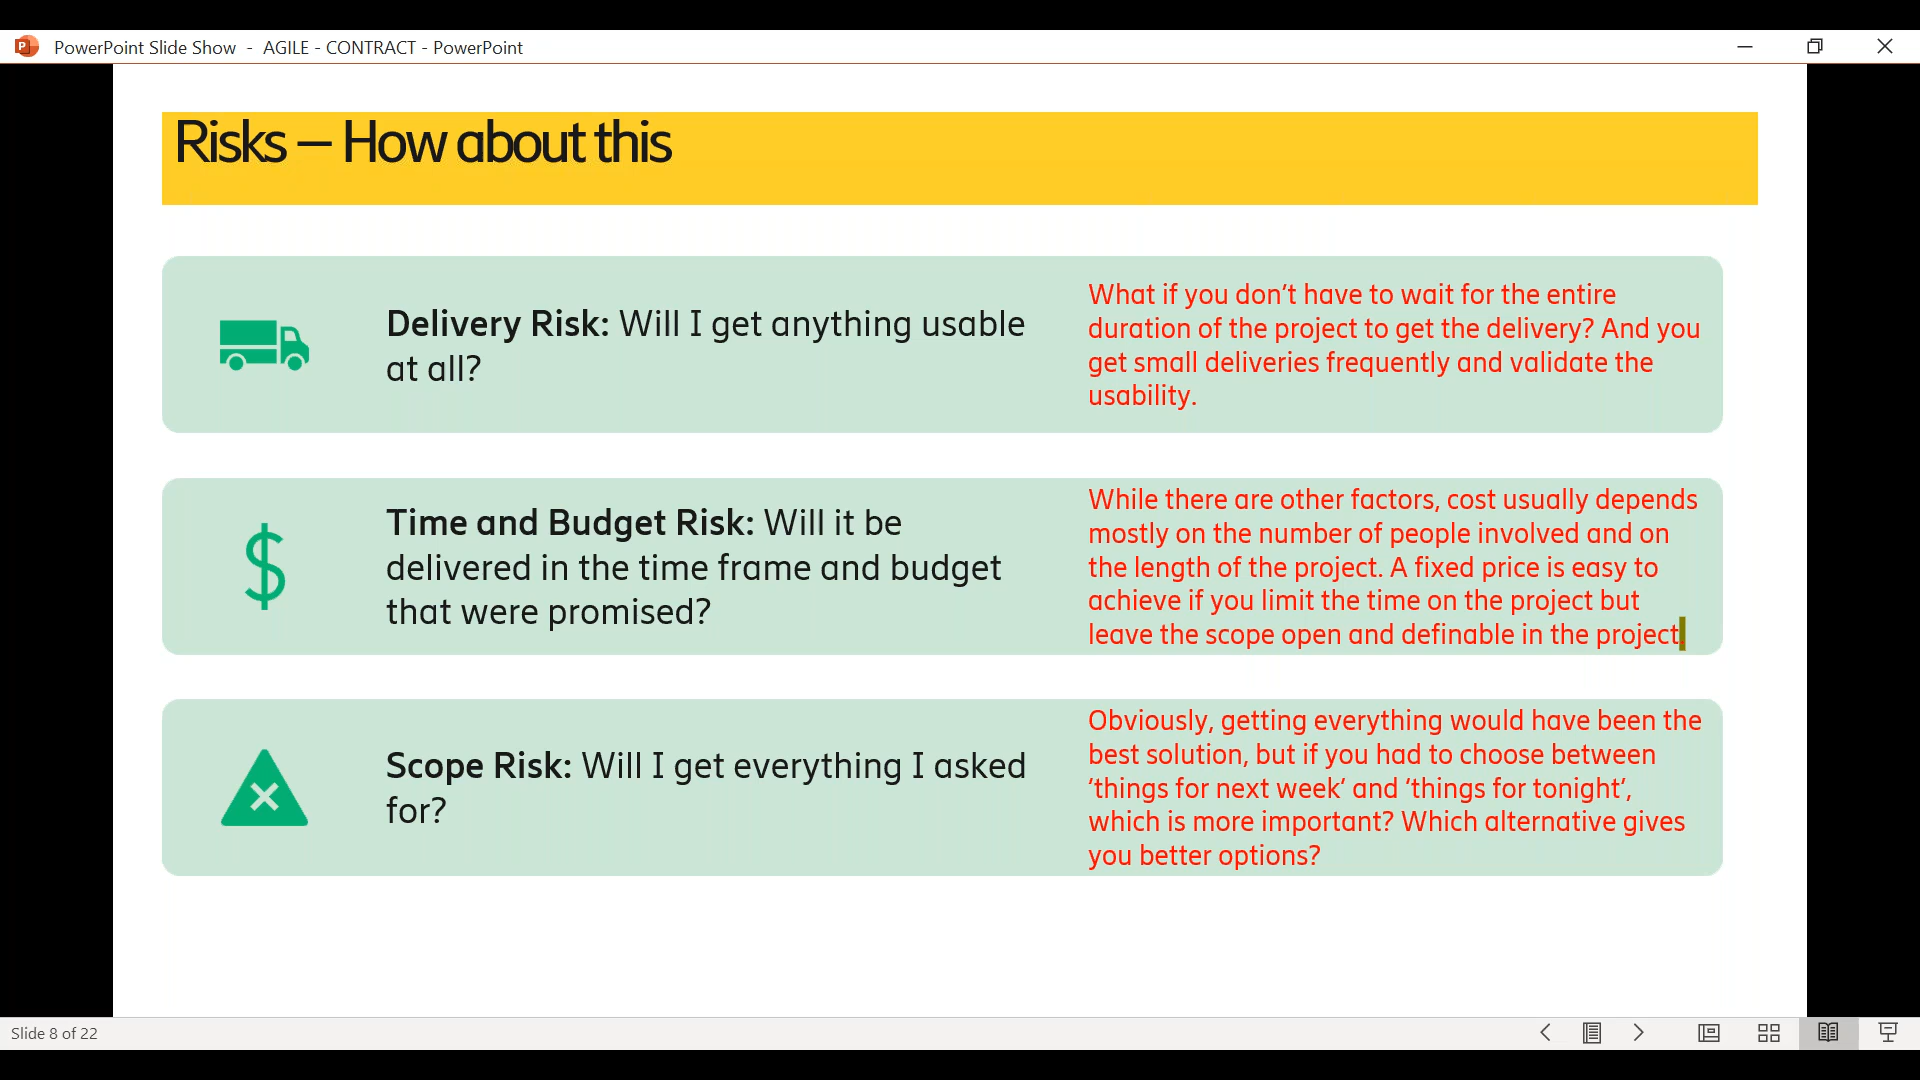 PowerPoint Slide Show - AGILE - CONTRACT - PowerPoint
Risks – How about this
Delivery Risk: Will I get anything usable
at all?
What if you don’t have to wait for the entire
duration of the project to get the delivery? And you
get small deliveries frequently and validate the
usability.
Time and Budget Risk: Will it be
delivered in the time frame and budget
that were promised?
While there are other factors, cost usually depends
mostly on the number of people involved and on
the length of the project. A fixed price is easy to
achieve if you limit the time on the project but
leave the scope open and definable in the project.
Scope Risk: Will I get everything I asked
for?
Obviously, getting everything would have been the
best solution, but if you had to choose between
‘things for next week’ and ‘things for tonight’,
which is more important? Which alternative gives
you better options?
Slide 8 of 22